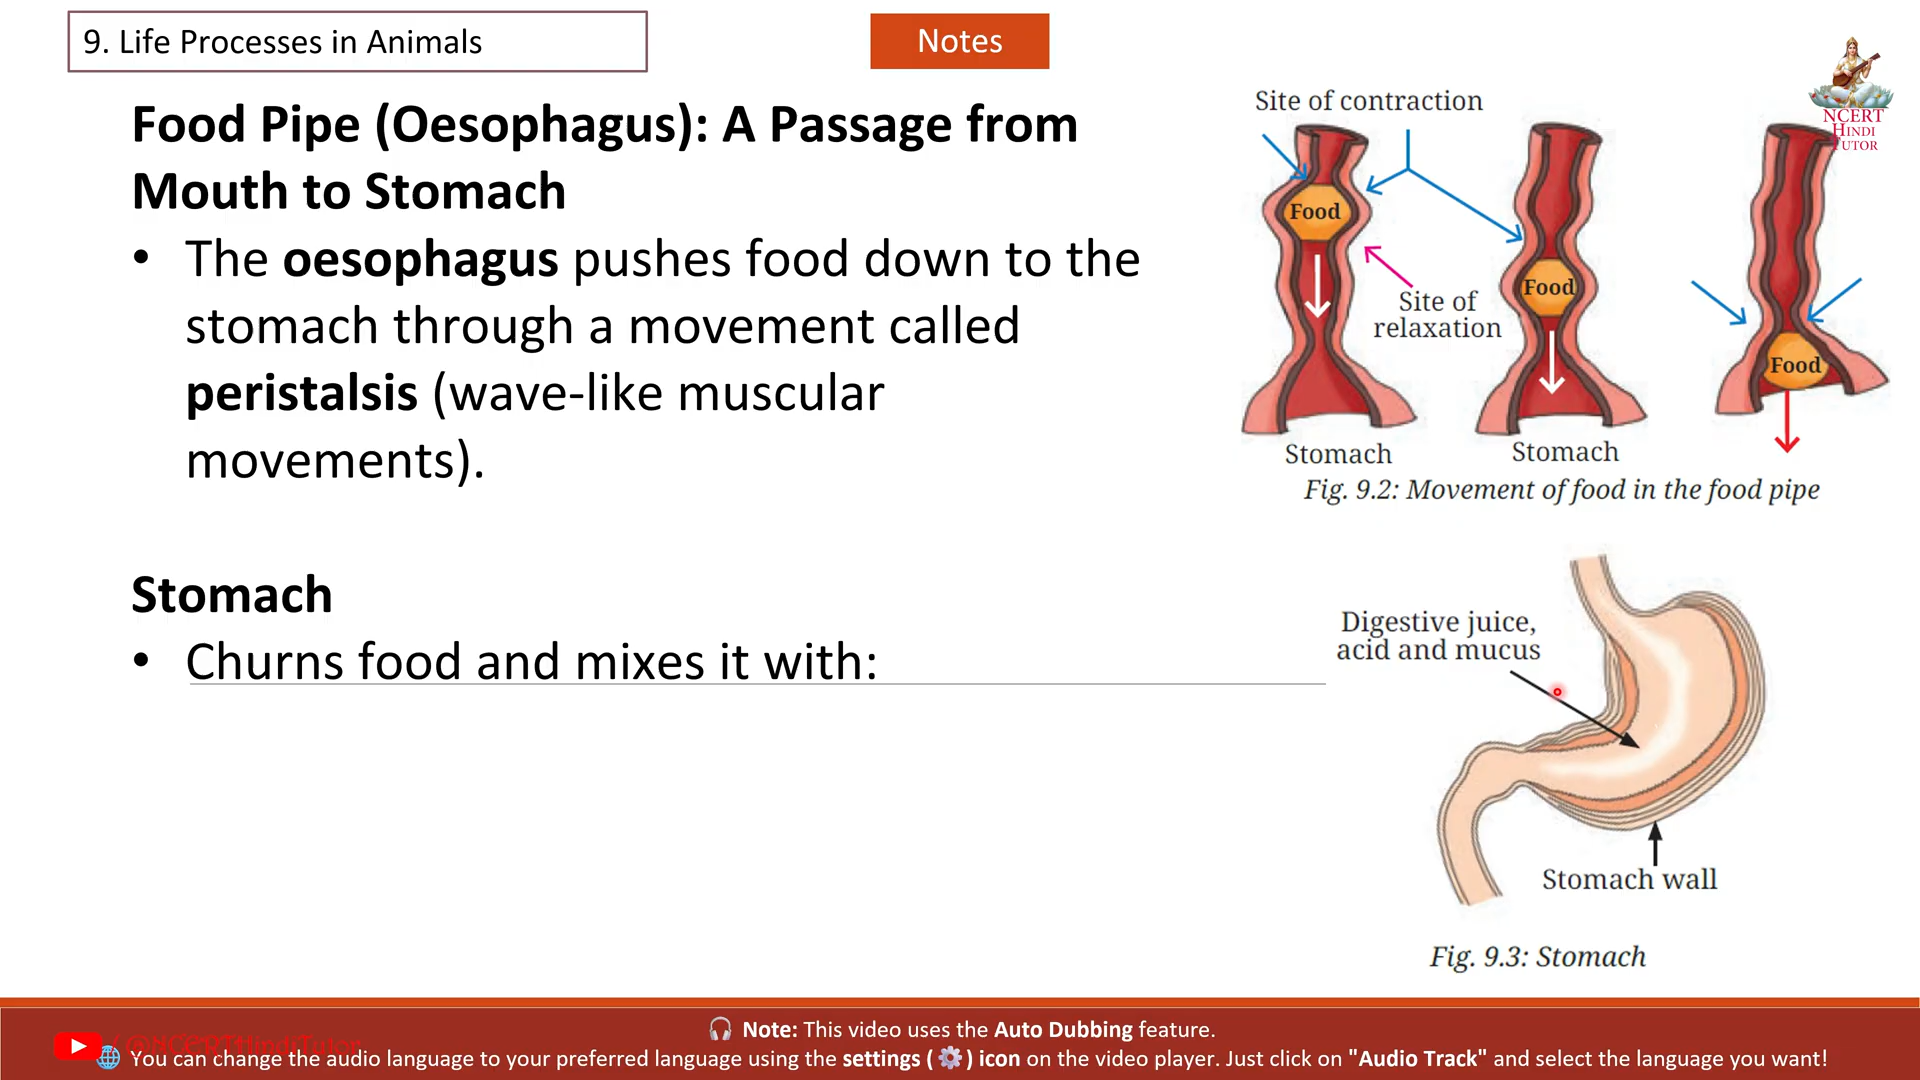 9. Life Processes in Animals
Notes
Food Pipe (Oesophagus): A Passage from
Mouth to Stomach
• The oesophagus pushes food down to the
stomach through a movement called
peristalsis (wave-like muscular
movements).
Stomach
• Churns food and mixes it with:
Site of contraction
Food
Food
Food
Site of
relaxation
Stomach
Stomach
Fig. 9.2: Movement of food in the food pipe
NCERT
HINDI
TUTOR
Digestive juice,
acid and mucus
Stomach wall
Fig. 9.3: Stomach
Note: This video uses the Auto Dubbing feature.
@NCERTHindiTutor
You can change the audio language to your preferred language using the settings ( ) icon on the video player. Just click on "Audio Track" and select the language you want!